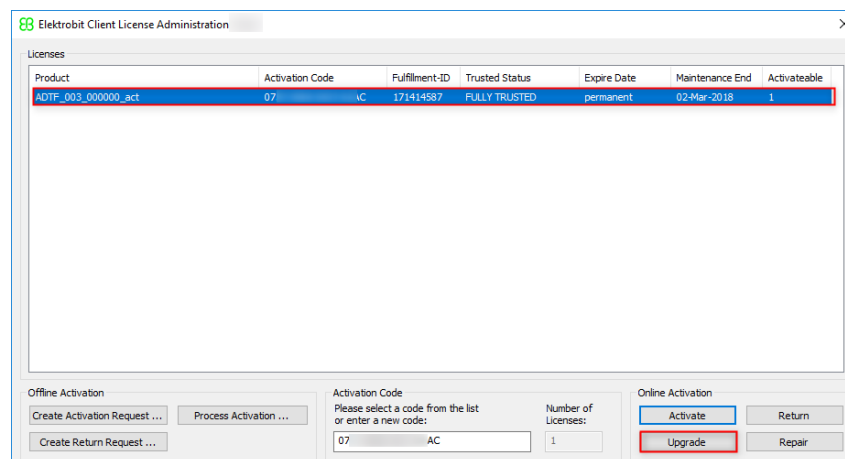 EB Elektrobit Client License Administration
Licenses
Product Activation Code Fulfillment-ID Trusted Status Expire Date Maintenance End Activateable
ADTF_003_000000_act 07 AC 171414587 FULLY TRUSTED permanent 02-Mar-2018 1
Offline Activation Activation Code Online Activation
Create Activation Request ... Process Activation ... Please select a code from the list or enter a new code: Number of Licenses: Activate Return
Create Return Request ... 07 AC 1 Upgrade Repair